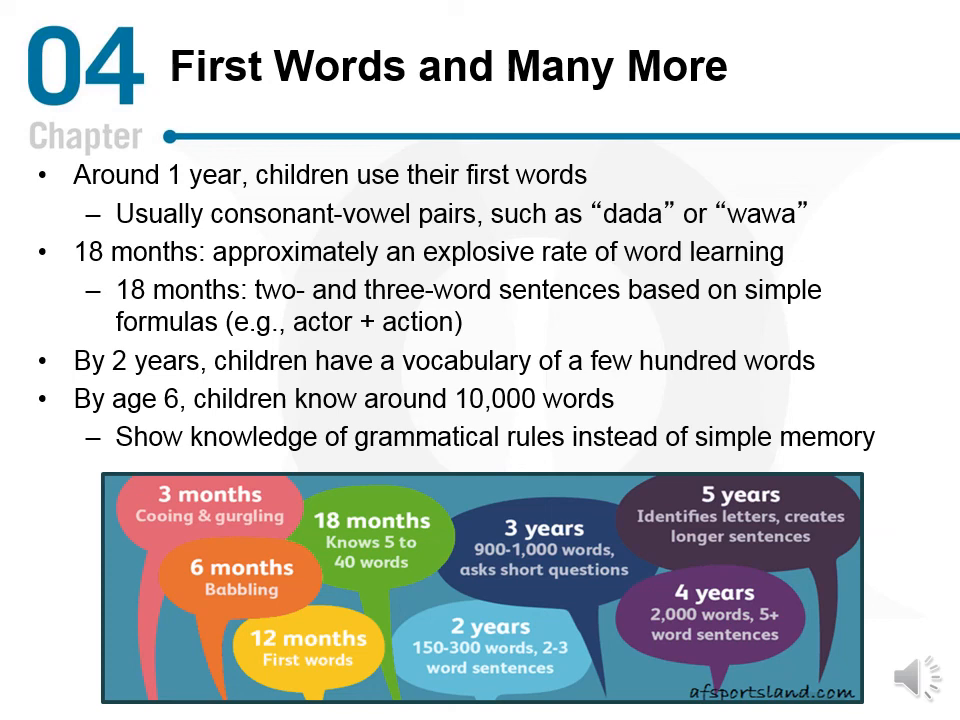 04
Chapter
First Words and Many More
• Around 1 year, children use their first words
– Usually consonant-vowel pairs, such as “dada” or “wawa”
• 18 months: approximately an explosive rate of word learning
– 18 months: two- and three-word sentences based on simple
formulas (e.g., actor + action)
• By 2 years, children have a vocabulary of a few hundred words
• By age 6, children know around 10,000 words
– Show knowledge of grammatical rules instead of simple memory
3 months
Cooing & gurgling
6 months
Babbling
12 months
First words
18 months
Knows 5 to
40 words
2 years
150-300 words, 2-3
word sentences
3 years
900-1,000 words,
asks short questions
4 years
2,000 words, 5+
word sentences
5 years
Identifies letters, creates
longer sentences
afsportsland.com